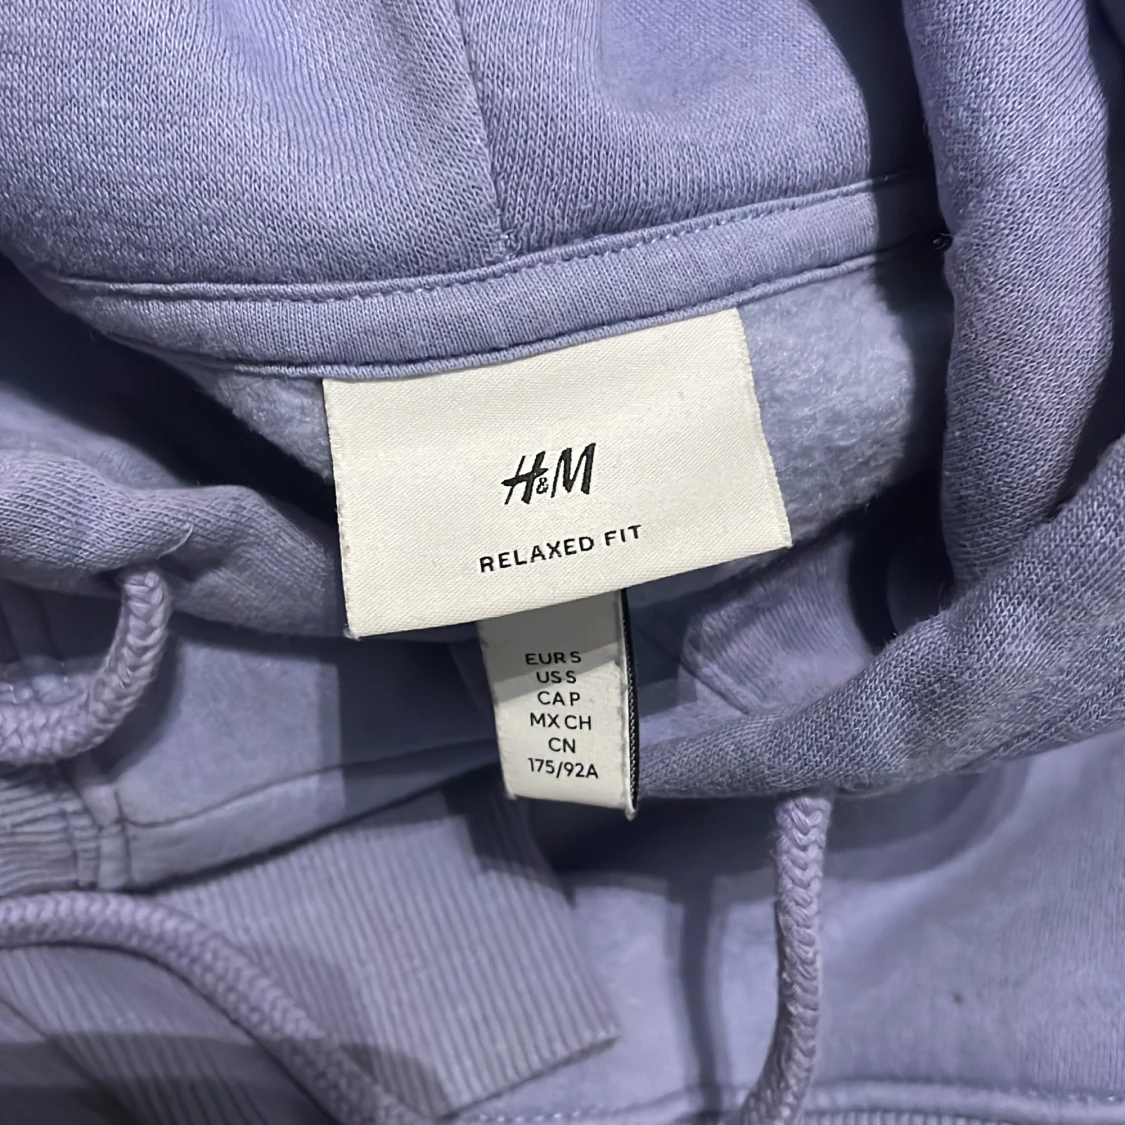 H&M
RELAXED FIT
EUR S
US S
CA P
MX CH
CN
175/92A